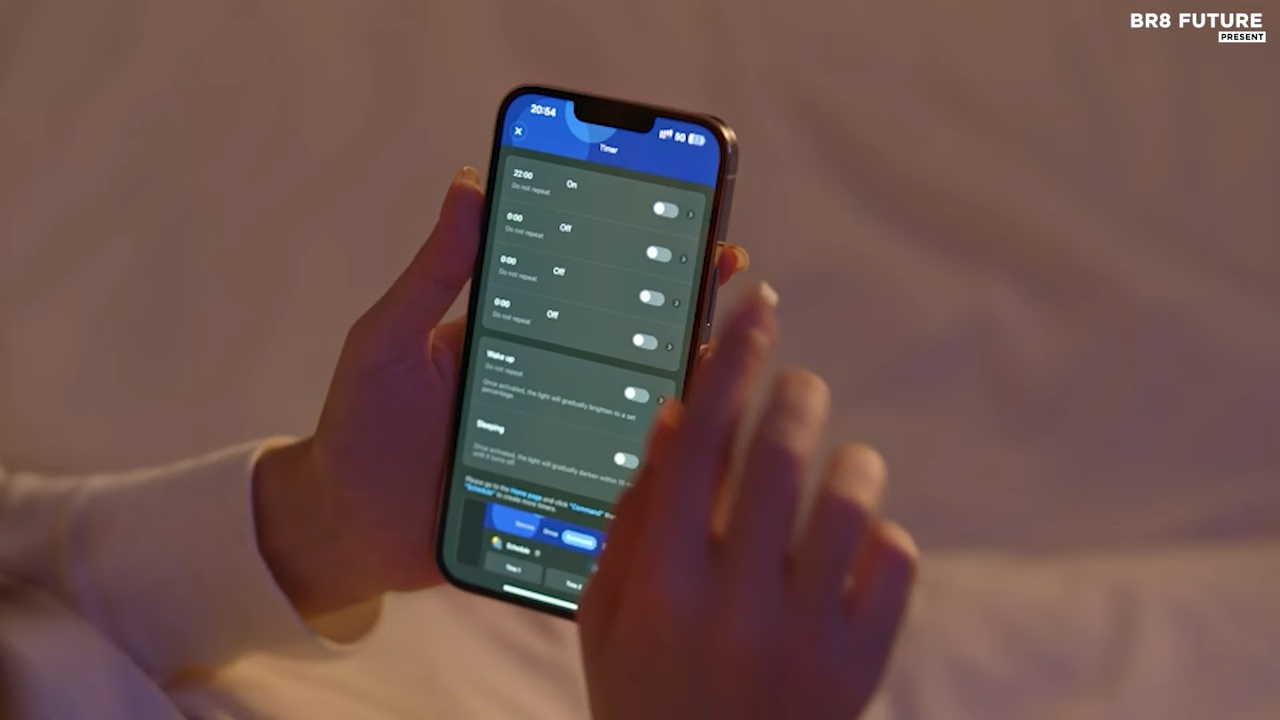 BR8 FUTURE
PRESENT
20:54
5G
Timer
22:00 On
Do not repeat
0:00 Off
Do not repeat
0:00 Off
Do not repeat
0:00 Off
Do not repeat
Wake up
Do not repeat
Once activated, the light will gradually brighten to a set
percentage.
Sleeping
Once activated, the light will gradually darken within
until it turns off.
Please go to the Home page and click "Command"
"Schedule" to create more timers.
Schedule
Time 1